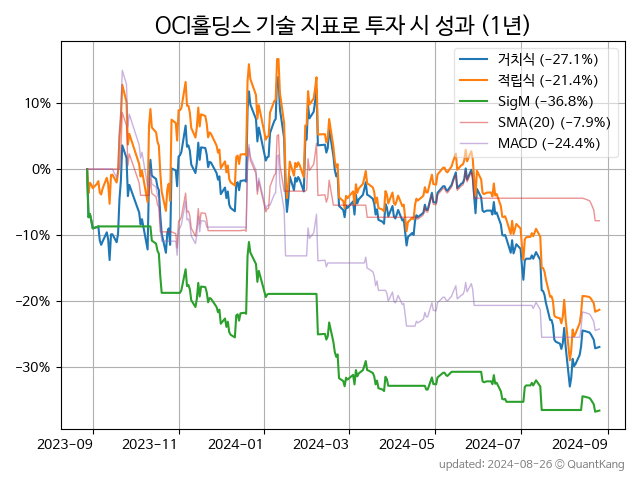 OCI홀딩스 기술 지표로 투자 시 성과 (1년)
거치식 (−27.1%)
적립식 (−21.4%)
SigM (−36.8%)
SMA(20) (−7.9%)
MACD (−24.4%)
10%
0%
−10%
−20%
−30%
2023-09 2023-11 2024-01 2024-03 2024-05 2024-07 2024-09
updated: 2024-08-26 © QuantKang